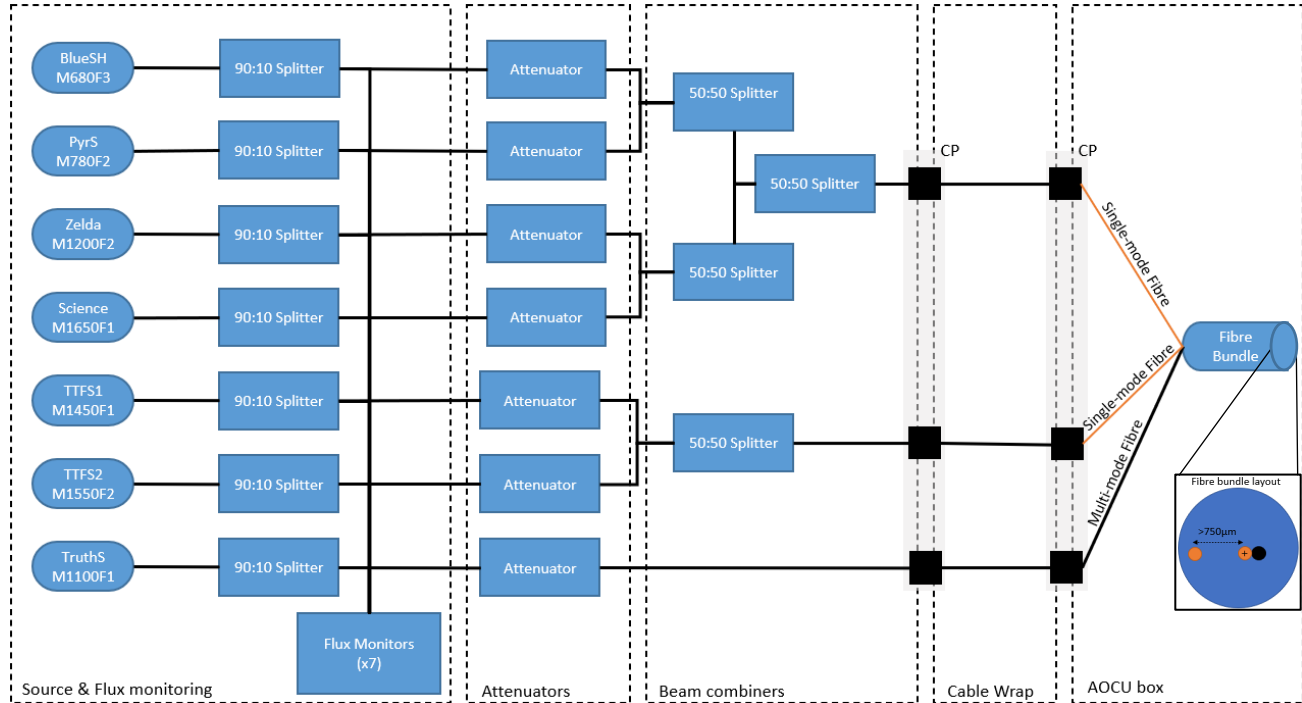 BlueSH
M680F3
90:10 Splitter
Attenuator
50:50 Splitter
PyrS
M780F2
90:10 Splitter
Attenuator
CP
CP
50:50 Splitter
Zelda
M1200F2
90:10 Splitter
Attenuator
50:50 Splitter
Single-mode Fibre
Science
M1650F1
90:10 Splitter
Attenuator
Fibre
Bundle
TTFS1
M1450F1
90:10 Splitter
Attenuator
50:50 Splitter
Single-mode Fibre
TTFS2
M1550F2
90:10 Splitter
Attenuator
Multi-mode Fibre
Fibre bundle layout
>750μm
+
TruthS
M1100F1
90:10 Splitter
Attenuator
Flux Monitors
(x7)
Source & Flux monitoring
Attenuators
Beam combiners
Cable Wrap
AOCU box